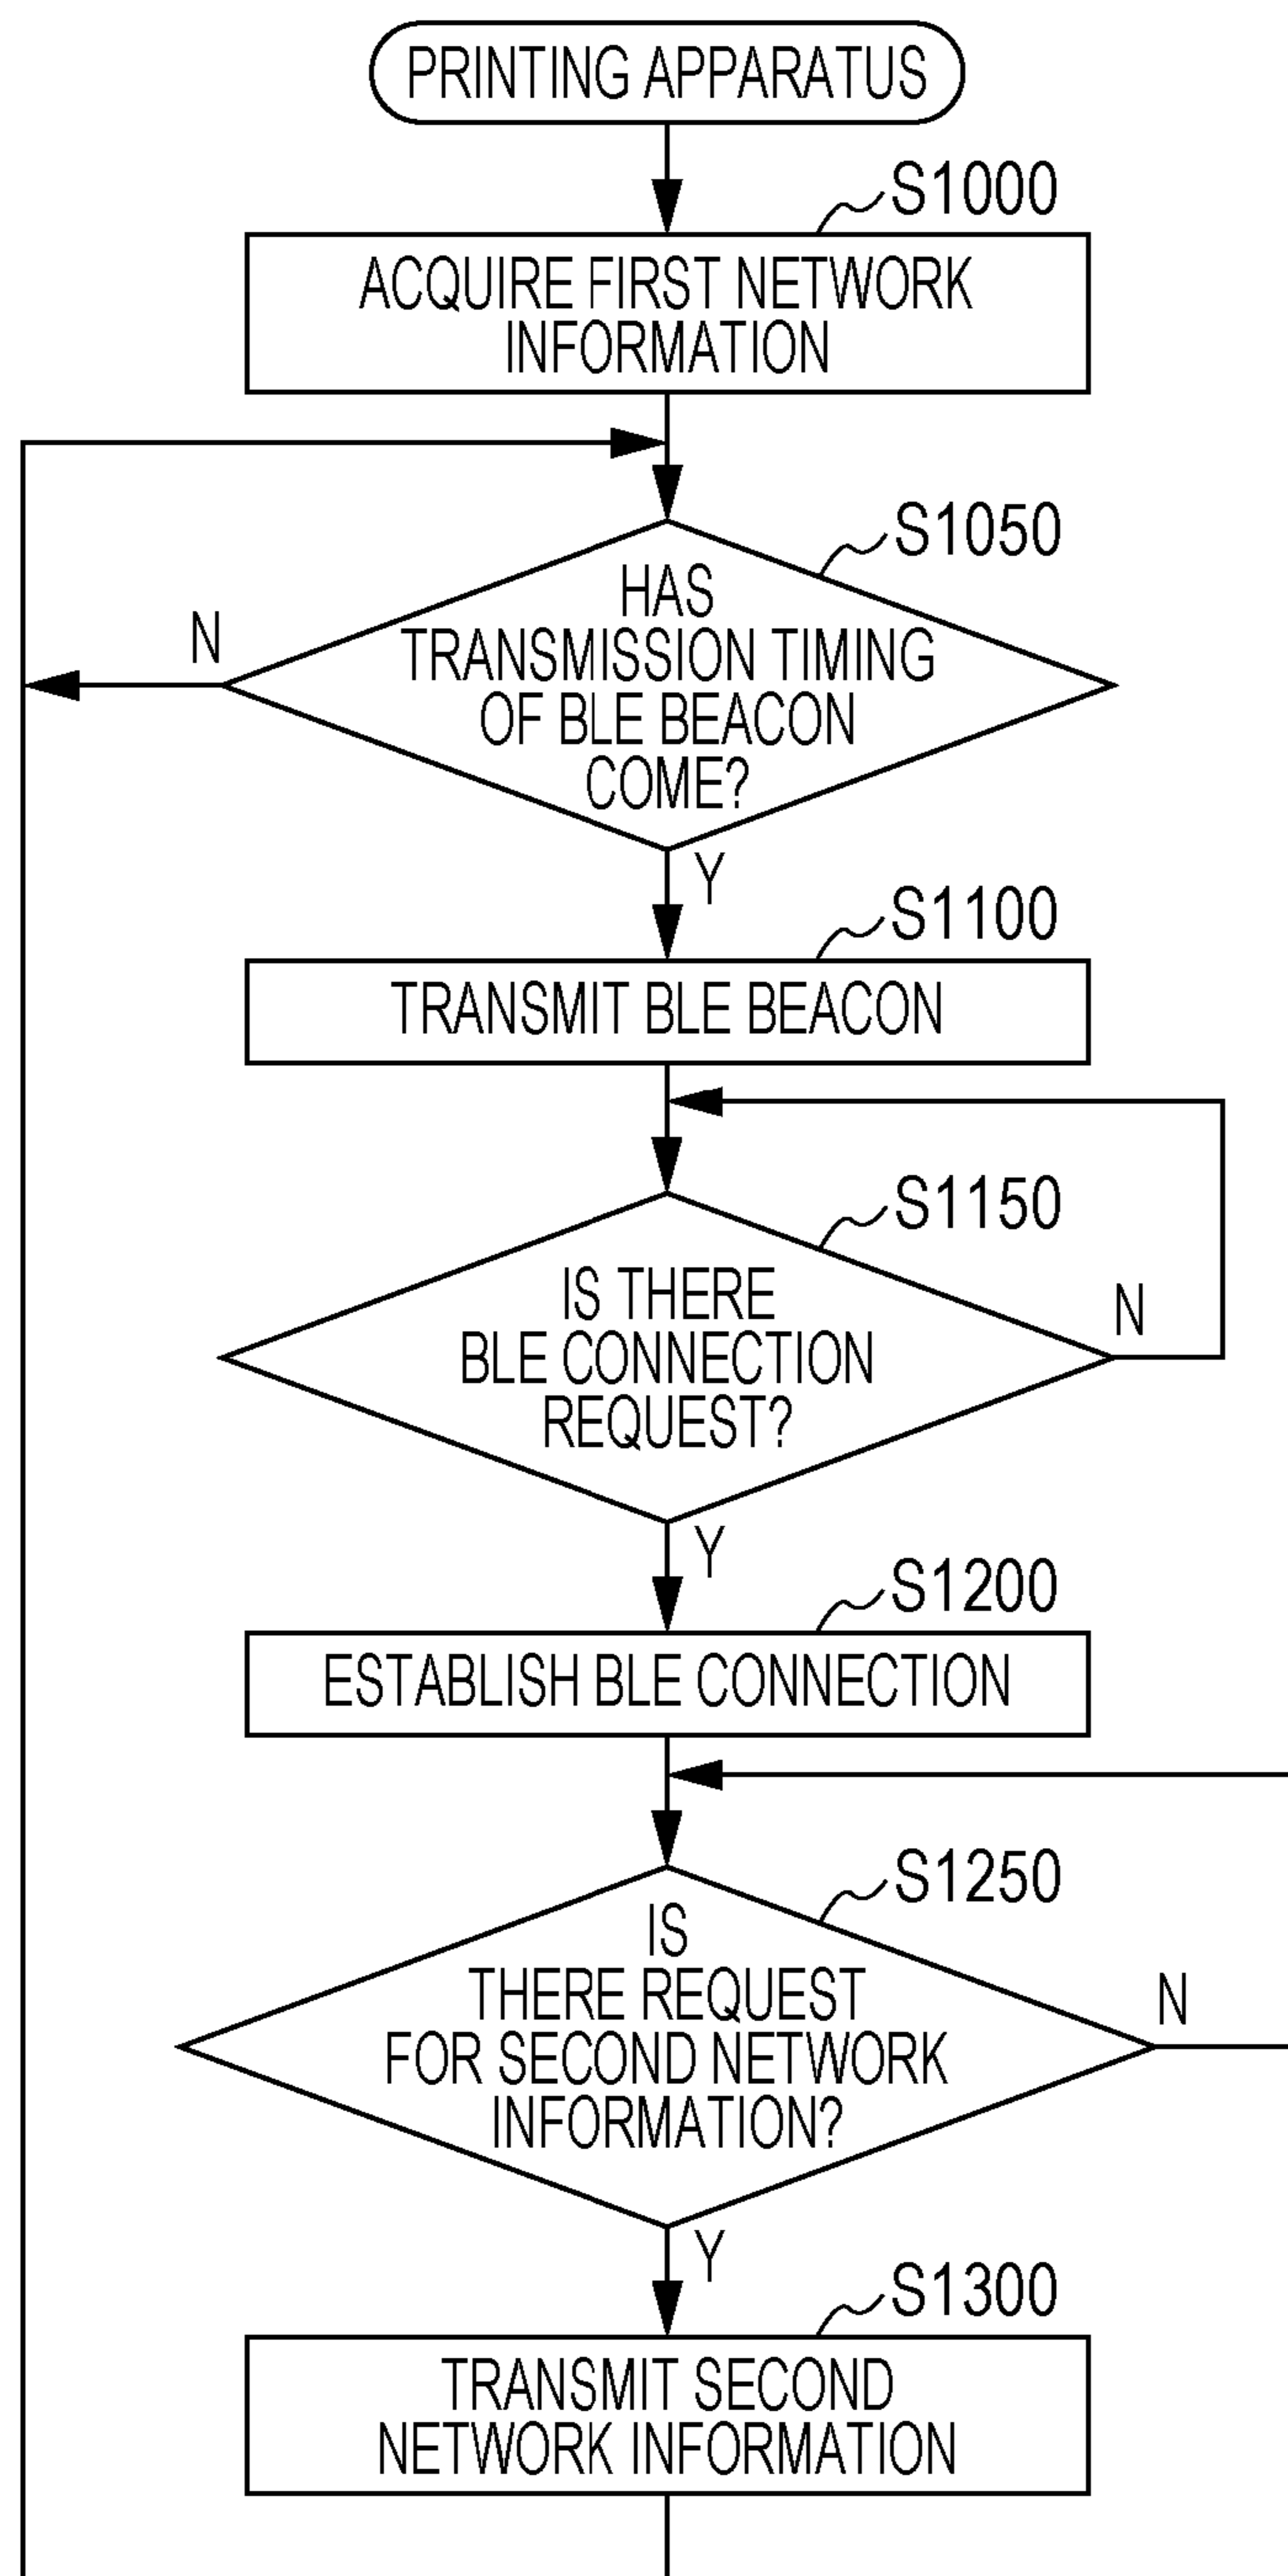 PRINTING APPARATUS
S1000
ACQUIRE FIRST NETWORK
INFORMATION
S1050
HAS
TRANSMISSION TIMING
OF BLE BEACON
COME?
N
Y
S1100
TRANSMIT BLE BEACON
S1150
IS THERE
BLE CONNECTION
REQUEST?
N
Y
S1200
ESTABLISH BLE CONNECTION
S1250
IS
THERE REQUEST
FOR SECOND NETWORK
INFORMATION?
N
Y
S1300
TRANSMIT SECOND
NETWORK INFORMATION